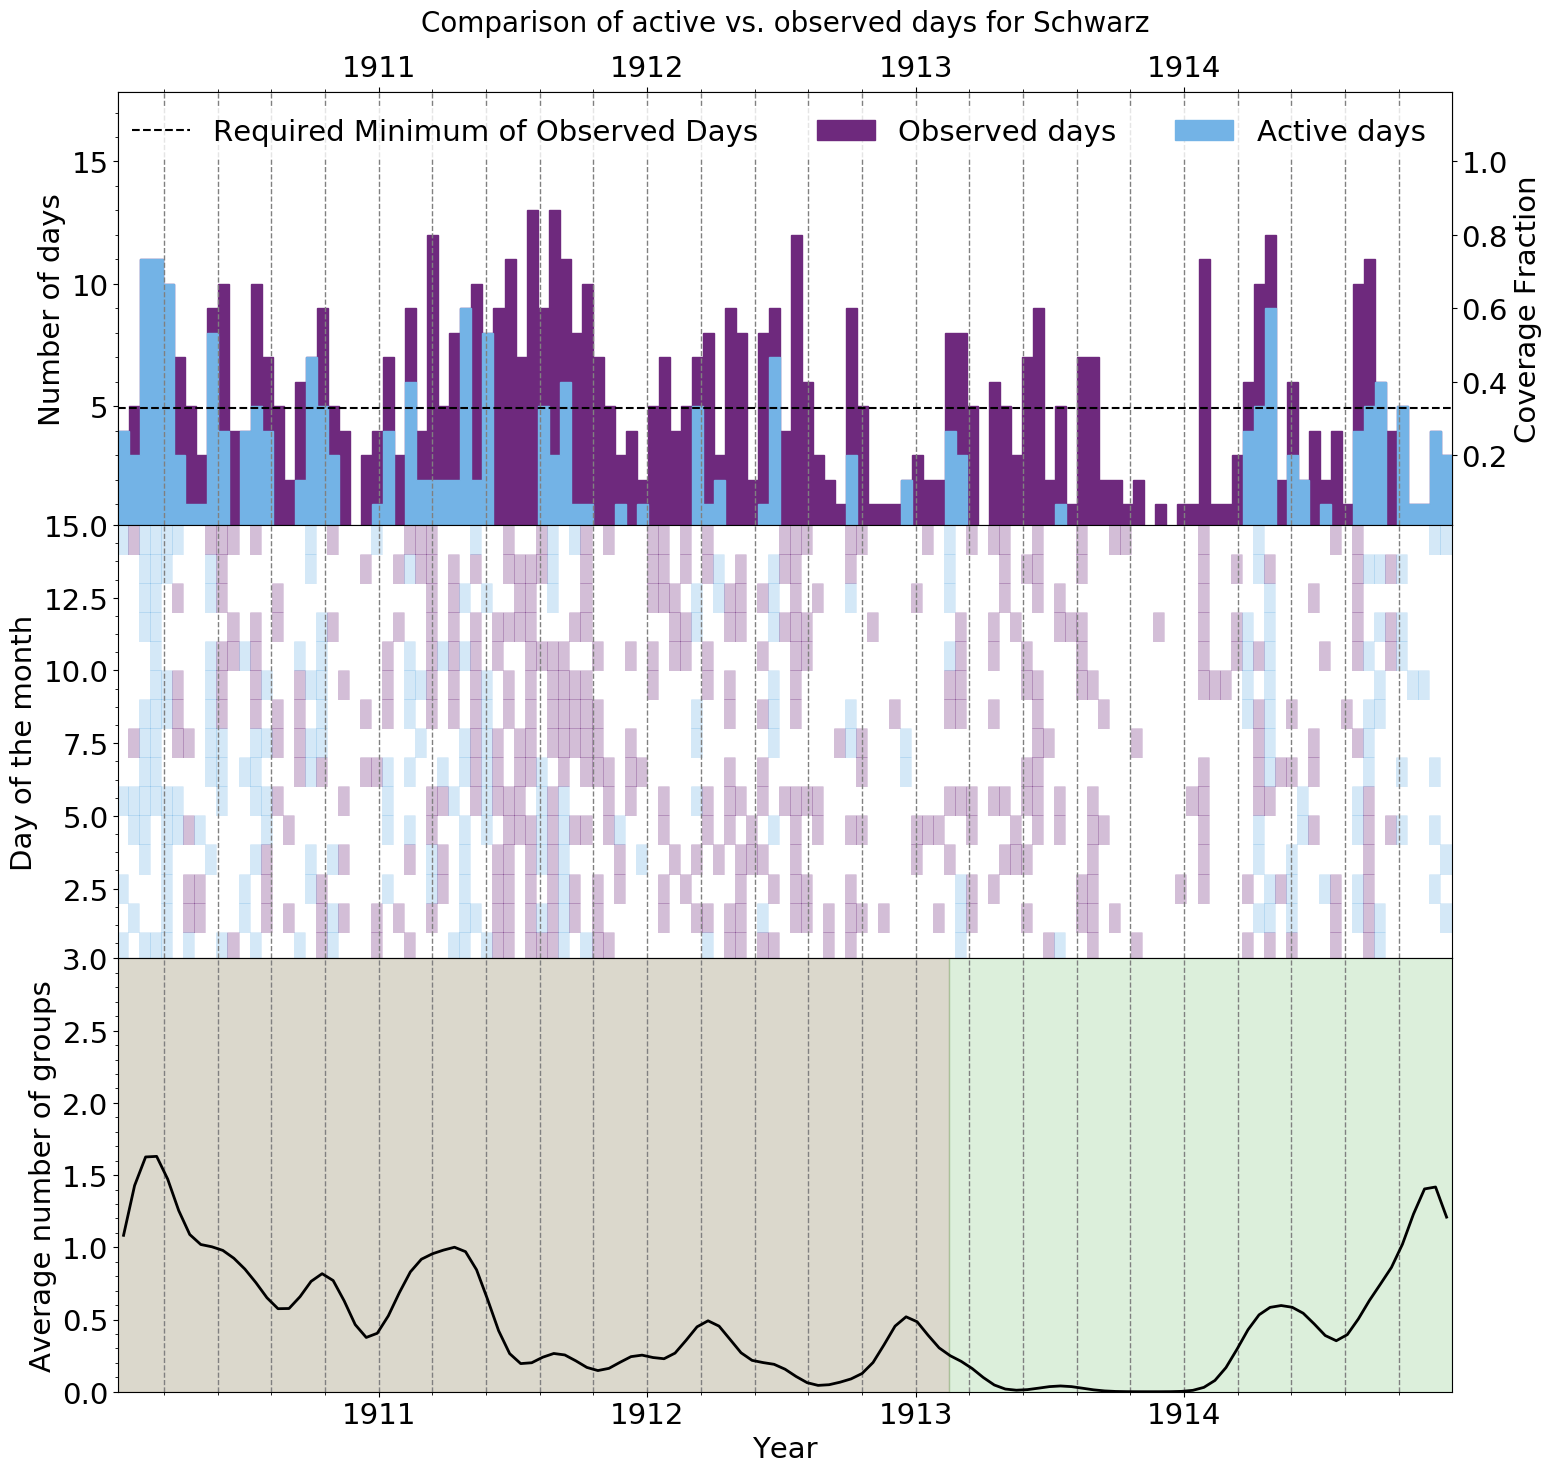 Comparison of active vs. observed days for Schwarz
1911 1912 1913 1914
Required Minimum of Observed Days Observed days Active days
Number of days
15
10
5
Coverage Fraction
1.0
0.8
0.6
0.4
0.2
Day of the month
15.0
12.5
10.0
7.5
5.0
2.5
Average number of groups
3.0
2.5
2.0
1.5
1.0
0.5
0.0
1911 1912 1913 1914
Year